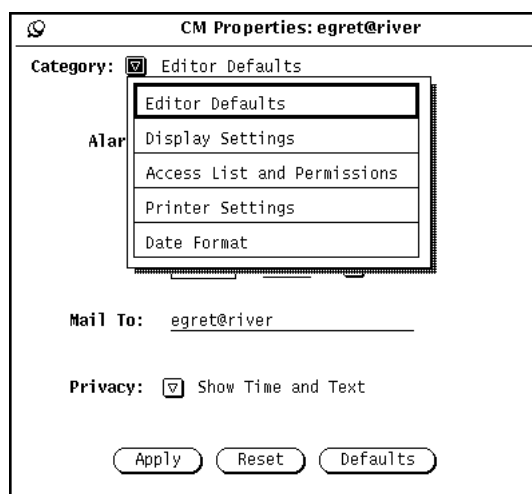 CM Properties: egret@river
Category: Editor Defaults
Editor Defaults
Display Settings
Access List and Permissions
Printer Settings
Date Format
Alar
Mail To: egret@river
Privacy: Show Time and Text
Apply Reset Defaults